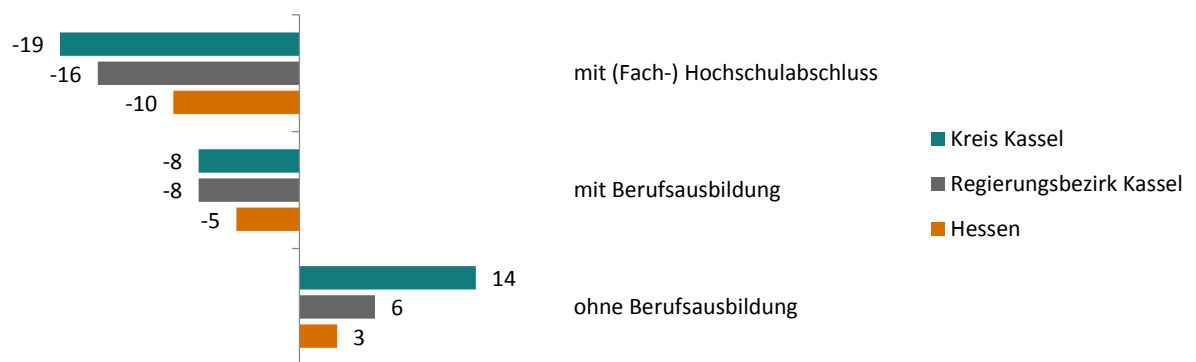 -19
-16
mit (Fach-) Hochschulabschluss
-10
Kreis Kassel
-8
-8
mit Berufsausbildung
Regierungsbezirk Kassel
-5
Hessen
14
6
ohne Berufsausbildung
3